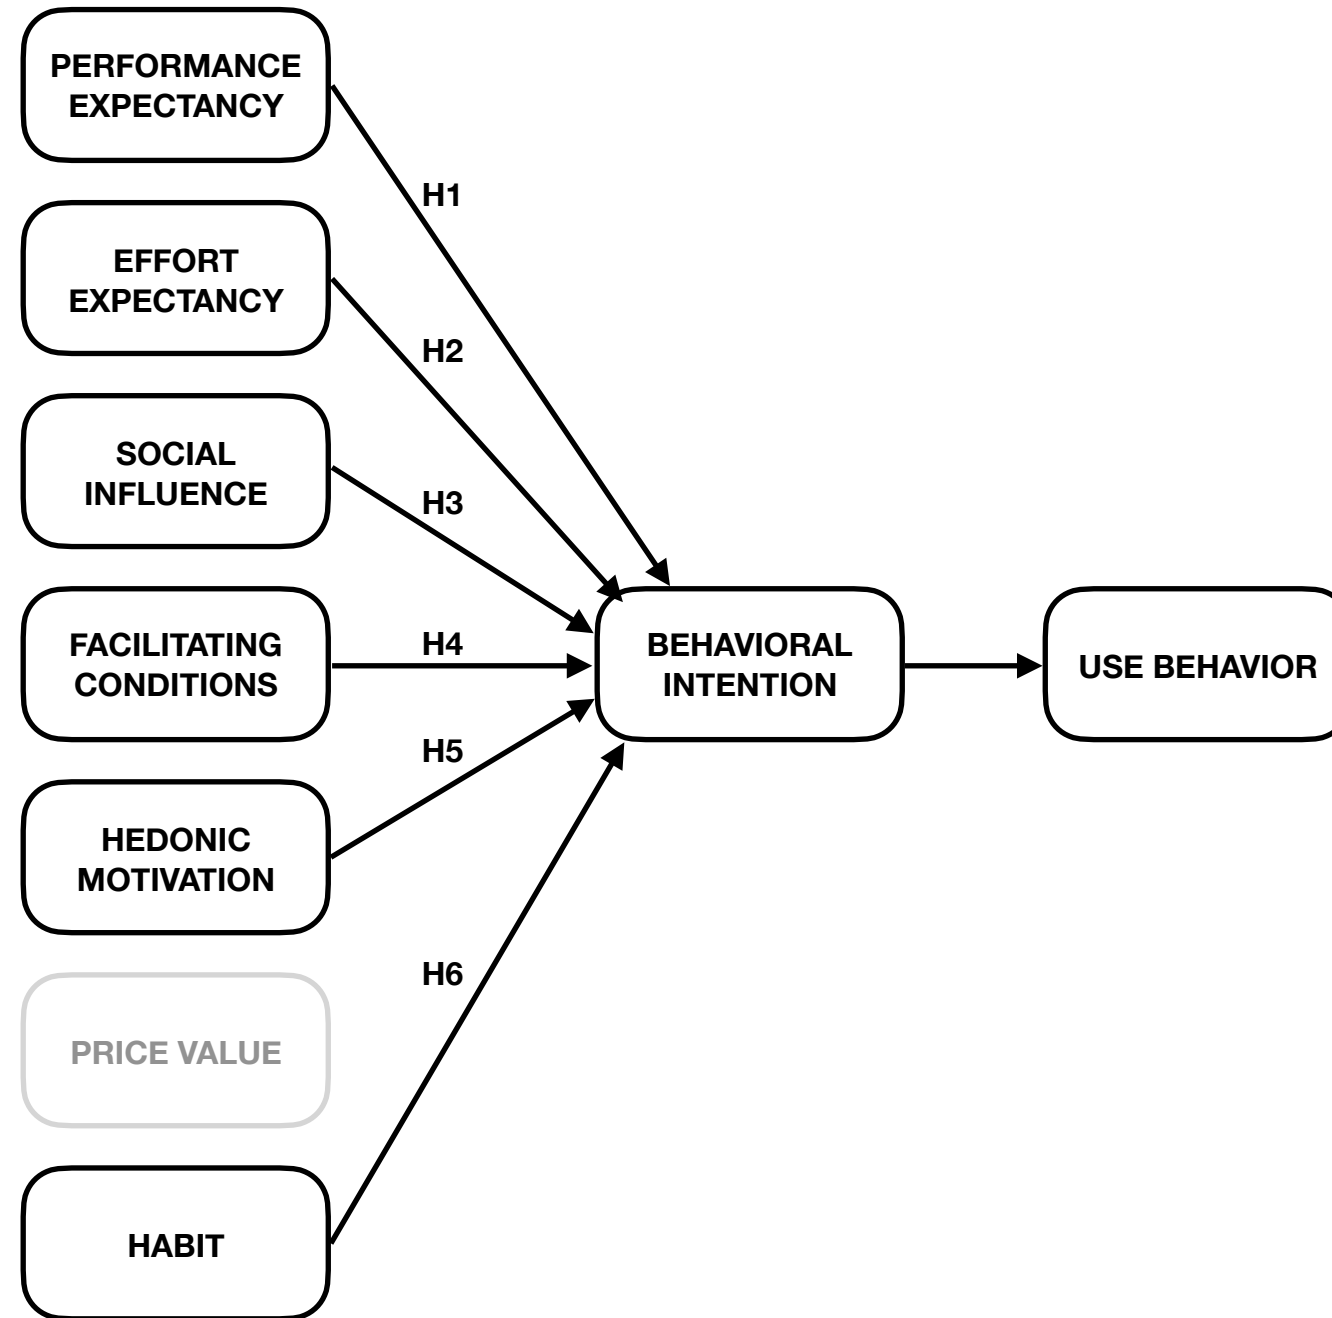 PERFORMANCE
EXPECTANCY
H1
EFFORT
EXPECTANCY
H2
SOCIAL
INFLUENCE
H3
FACILITATING
CONDITIONS
H4
BEHAVIORAL
INTENTION
USE BEHAVIOR
H5
HEDONIC
MOTIVATION
H6
PRICE VALUE
HABIT